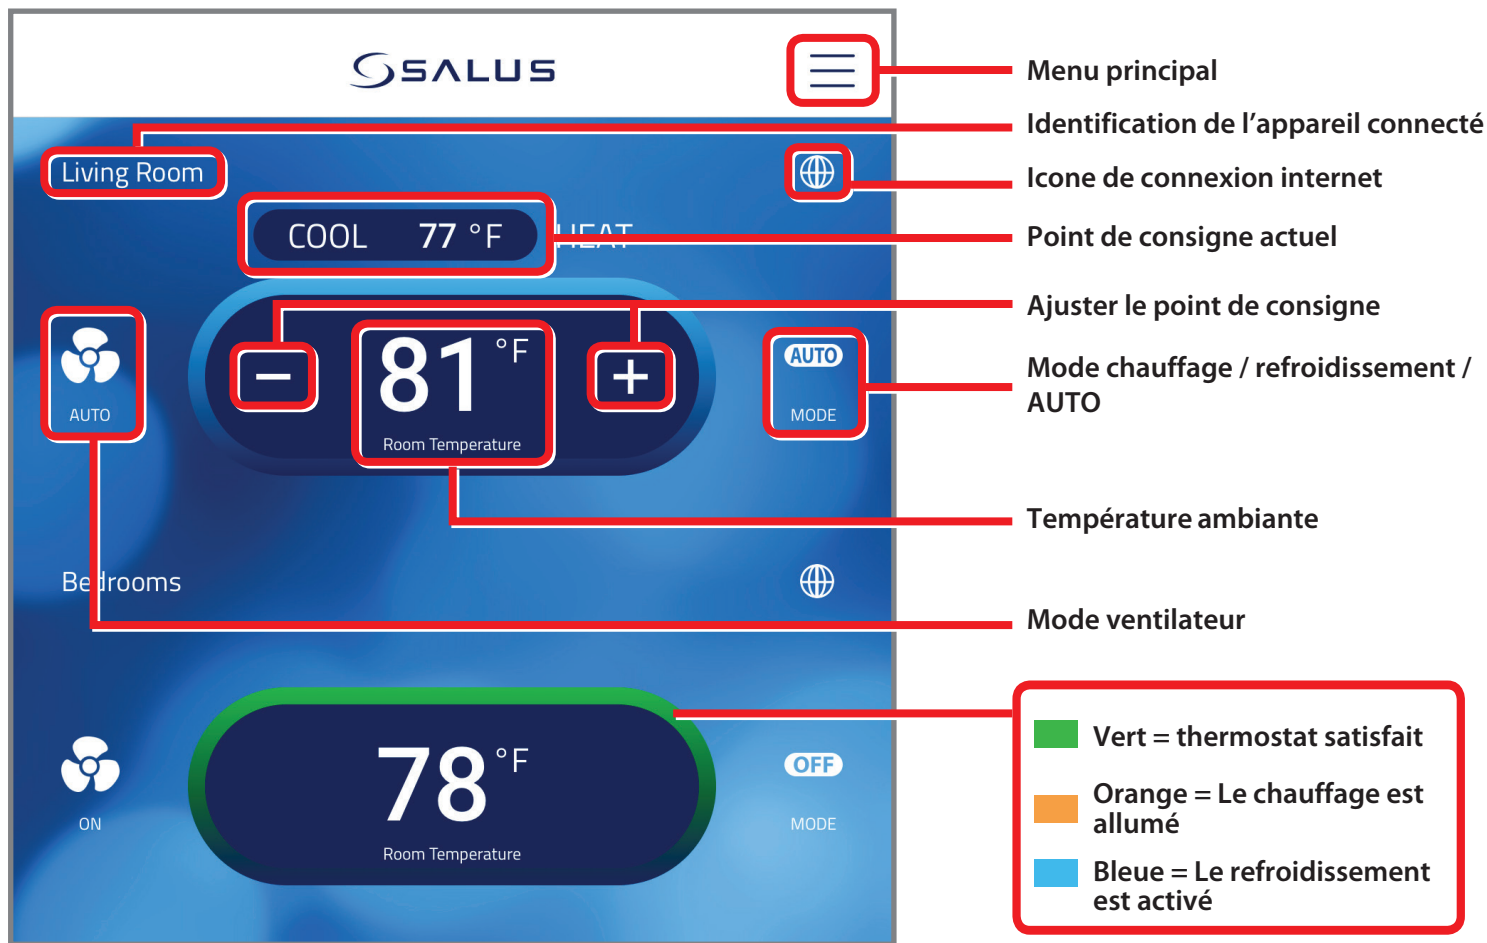 SALUS
Menu principal
Identification de l'appareil connecté
Living Room
Icone de connexion internet
COOL 77 °F HEAT
Point de consigne actuel
Ajuster le point de consigne
81 °F
Room Temperature
AUTO
AUTO
MODE
Mode chauffage / refroidissement /
AUTO
Température ambiante
Bedrooms
Mode ventilateur
78 °F
Room Temperature
ON
OFF
MODE
Vert = thermostat satisfait
Orange = Le chauffage est
allumé
Bleue = Le refroidissement
est activé